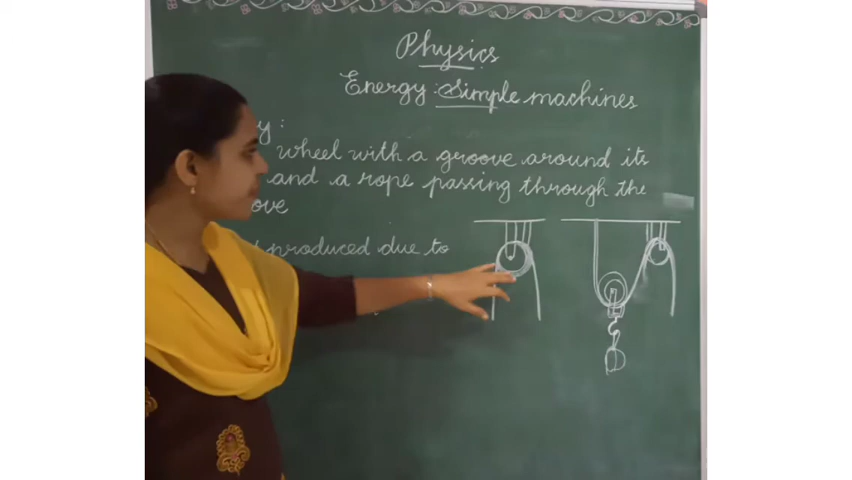 Physics
Energy : Simple machines
y :
wheel with a groove around its
and a rope passing through the
ove
produced due to